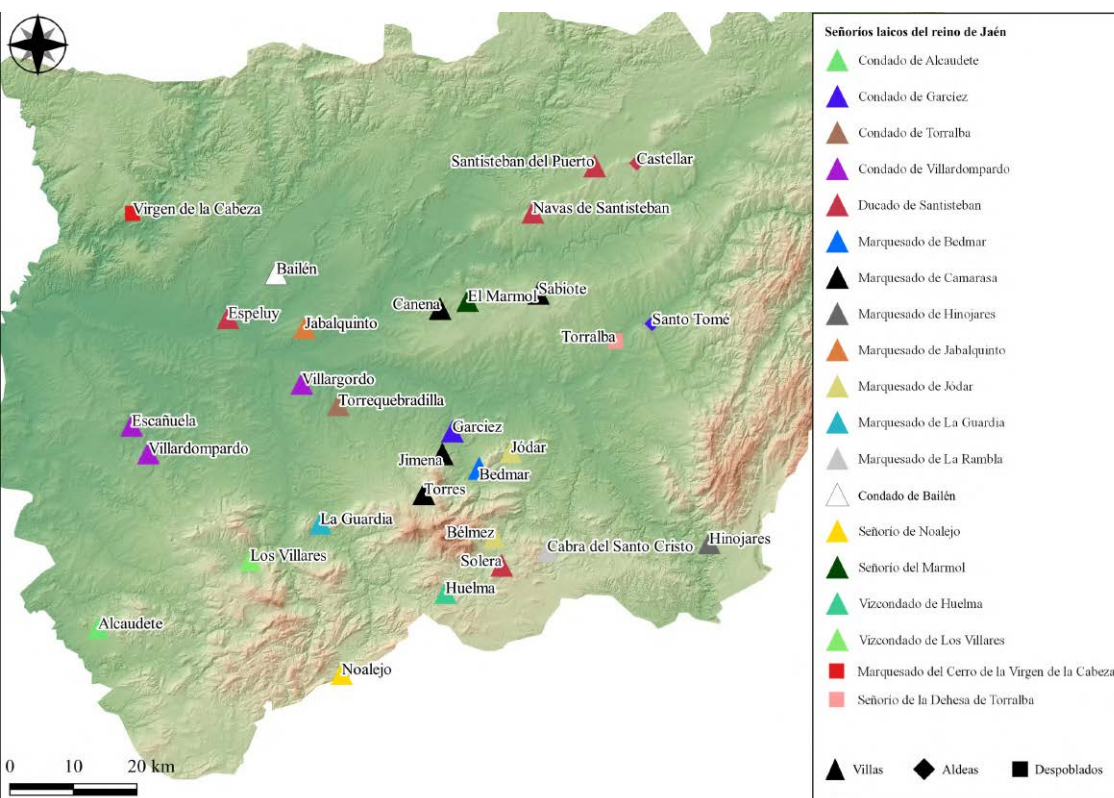 Santisteban del Puerto
Castellar
Virgen de la Cabeza
Navas de Santisteban
Bailén
Sabiote
El Marmol
Canena
Espeluy
Jabalquinto
Santo Tomé
Torralba
Villargordo
Torrequebradilla
Escañuela
Garciez
Villardompardo
Jódar
Jimena
Bedmar
Torres
La Guardia
Bélmez
Hinojares
Cabra del Santo Cristo
Los Villares
Solera
Huelma
Alcaudete
Noalejo
0 10 20 km
Señoríos laicos del reino de Jaén
Condado de Alcaudete
Condado de Garciez
Condado de Torralba
Condado de Villardompardo
Ducado de Santisteban
Marquesado de Bedmar
Marquesado de Camarasa
Marquesado de Hinojares
Marquesado de Jabalquinto
Marquesado de Jódar
Marquesado de La Guardia
Marquesado de La Rambla
Condado de Bailén
Señorío de Noalejo
Señorío del Marmol
Vizcondado de Huelma
Vizcondado de Los Villares
Marquesado del Cerro de la Virgen de la Cabeza
Señorío de la Dehesa de Torralba
Villas
Aldeas
Despoblados